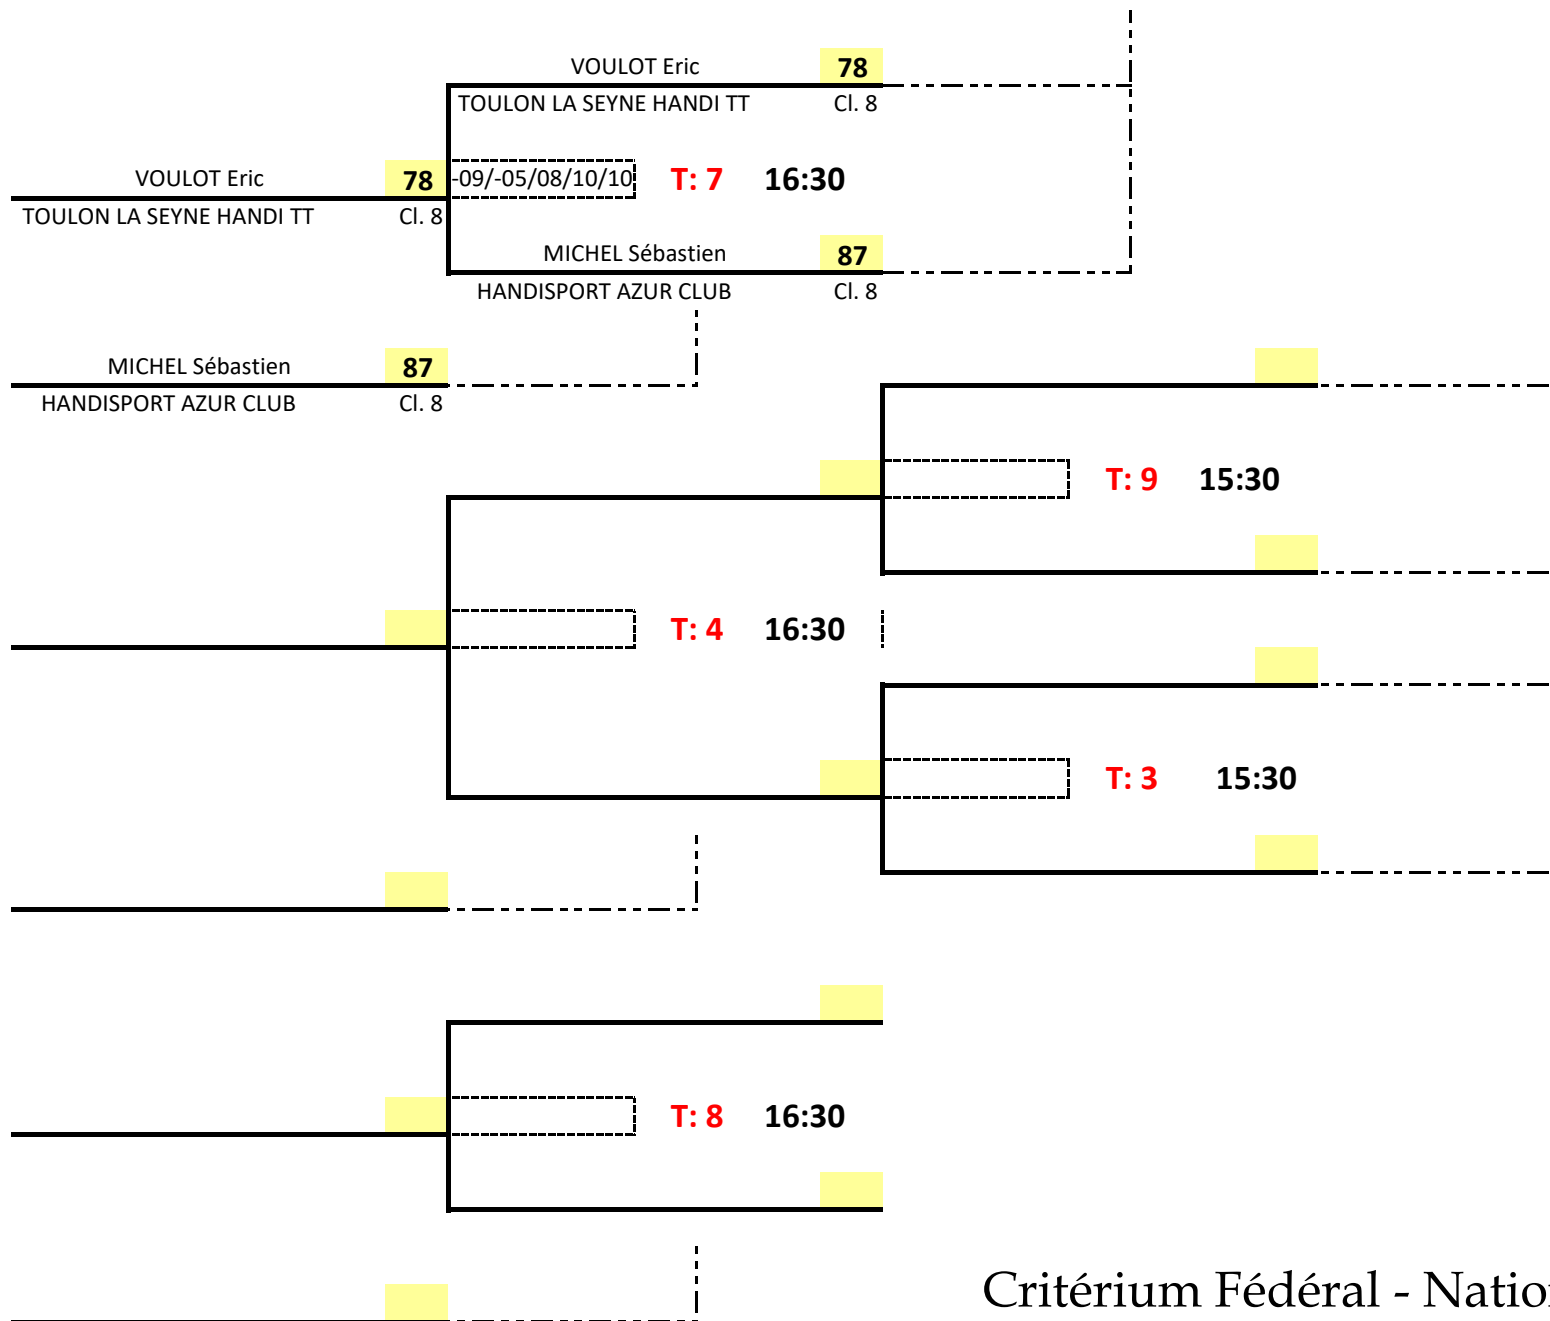 VOULOT Eric 78
TOULON LA SEYNE HANDI TT Cl. 8
VOULOT Eric 78 -09/-05/08/10/10 T: 7 16:30
TOULON LA SEYNE HANDI TT Cl. 8
MICHEL Sébastien 87
HANDISPORT AZUR CLUB Cl. 8
MICHEL Sébastien 87
HANDISPORT AZUR CLUB Cl. 8
T: 9 15:30
T: 4 16:30
T: 3 15:30
T: 8 16:30
Critérium Fédéral - Natio